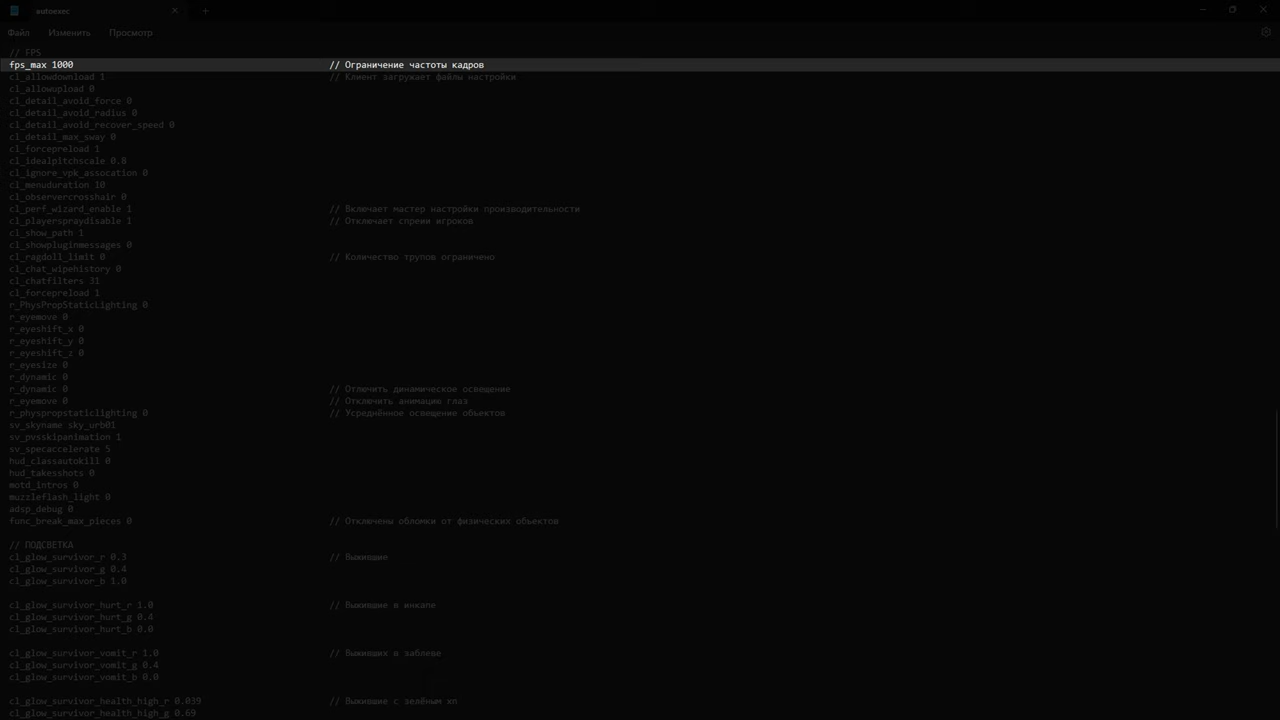 autoexec
Файл Изменить Просмотр
// FPS
fps_max 1000 // Ограничение частоты кадров
cl_allowdownload 1 // Клиент загружает файлы настройки
cl_allowupload 0
cl_detail_avoid_force 0
cl_detail_avoid_radius 0
cl_detail_avoid_recover_speed 0
cl_detail_max_sway 0
cl_forcepreload 1
cl_idealpitchscale 0.8
cl_ignore_vpk_assocation 0
cl_menuduration 10
cl_observercrosshair 0
cl_perf_wizard_enable 1 // Включает мастер настройки производительности
cl_playerspraydisable 1 // Отключает спреии игроков
cl_show_path 1
cl_showpluginmessages 0
cl_ragdoll_limit 0 // Количество трупов ограничено
cl_chat_wipehistory 0
cl_chatfilters 31
cl_forcepreload 1
r_PhysPropStaticLighting 0
r_eyemove 0
r_eyeshift_x 0
r_eyeshift_y 0
r_eyeshift_z 0
r_eyesize 0
r_dynamic 0
r_dynamic 0 // Отлючить динамическое освещение
r_eyemove 0 // Отключить анимацию глаз
r_physpropstaticlighting 0 // Усреднённое освещение объектов
sv_skyname sky_urb01
sv_pvsskipanimation 1
sv_specaccelerate 5
hud_classautokill 0
hud_takesshots 0
motd_intros 0
muzzleflash_light 0
adsp_debug 0
func_break_max_pieces 0 // Отключены обломки от физических объектов
// ПОДСВЕТКА
cl_glow_survivor_r 0.3 // Выжившие
cl_glow_survivor_g 0.4
cl_glow_survivor_b 1.0
cl_glow_survivor_hurt_r 1.0 // Выжившие в инкапе
cl_glow_survivor_hurt_g 0.4
cl_glow_survivor_hurt_b 0.0
cl_glow_survivor_vomit_r 1.0 // Выживших в заблеве
cl_glow_survivor_vomit_g 0.4
cl_glow_survivor_vomit_b 0.0
cl_glow_survivor_health_high_r 0.039 // Выжившие с зелёным хп
cl_glow_survivor_health_high_g 0.69